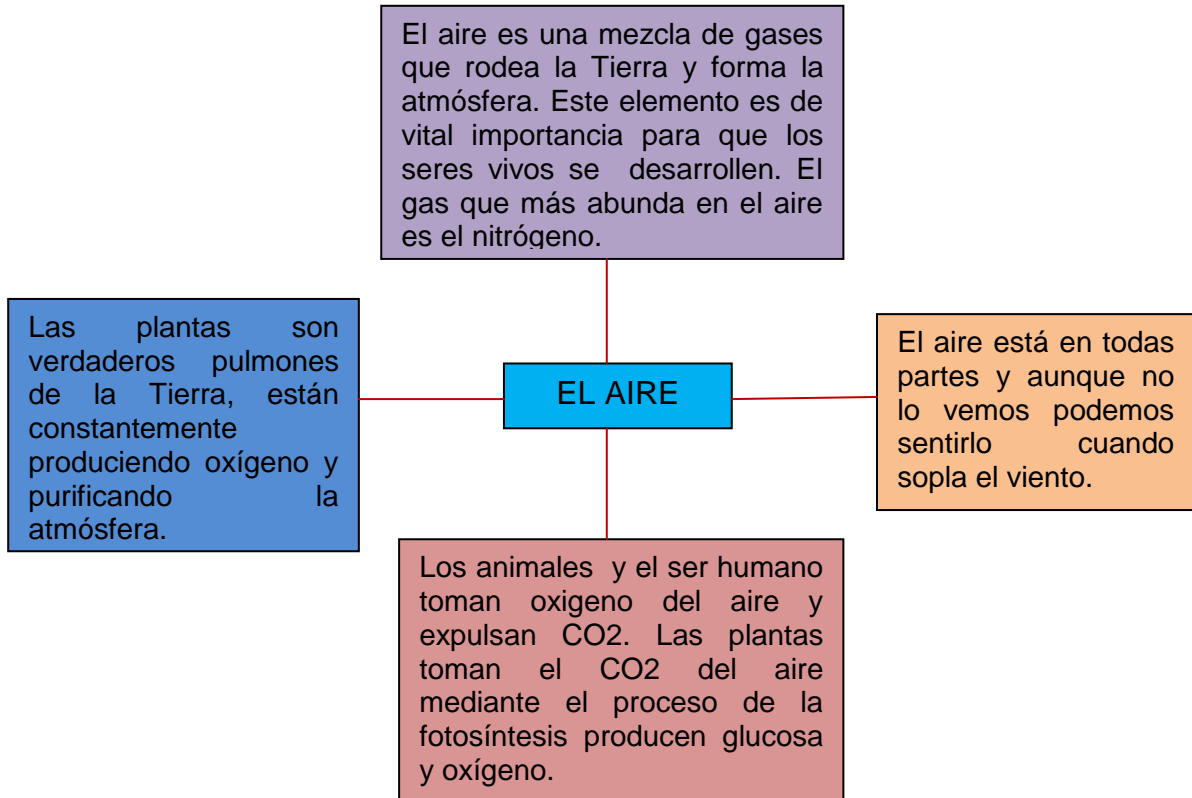 El aire es una mezcla de gases
que rodea la Tierra y forma la
atmósfera. Este elemento es de
vital importancia para que los
seres vivos se desarrollen. El
gas que más abunda en el aire
es el nitrógeno.
Las plantas son
verdaderos pulmones
de la Tierra, están
constantemente
produciendo oxígeno y
purificando la
atmósfera.
EL AIRE
El aire está en todas
partes y aunque no
lo vemos podemos
sentirlo cuando
sopla el viento.
Los animales y el ser humano
toman oxigeno del aire y
expulsan CO2. Las plantas
toman el CO2 del aire
mediante el proceso de la
fotosíntesis producen glucosa
y oxígeno.